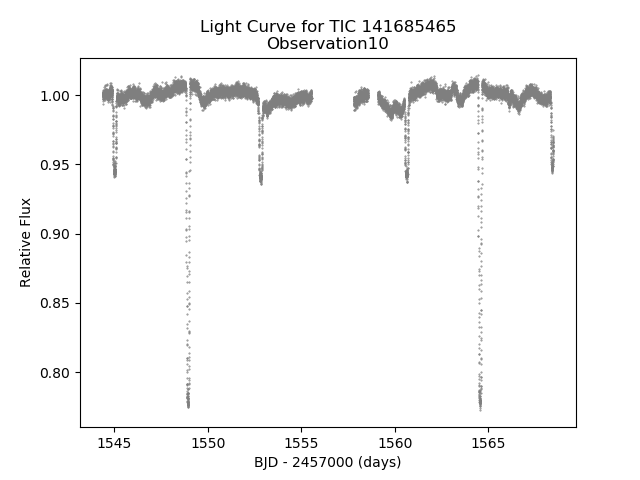 Light Curve for TIC 141685465
Observation10
Relative Flux
1.00
0.95
0.90
0.85
0.80
1545
1550
1555
1560
1565
BJD - 2457000 (days)